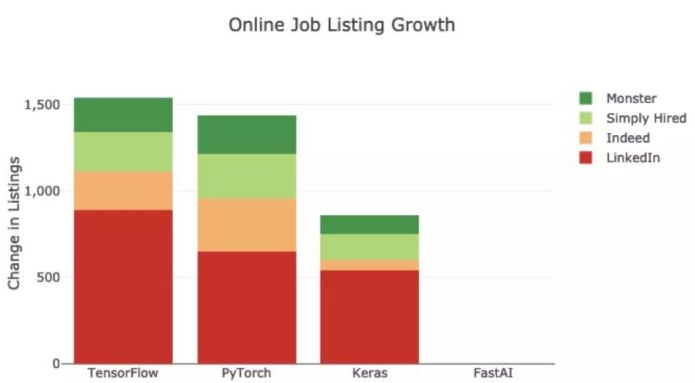 Online Job Listing Growth
Change in Listings
1,500
1,000
500
0
TensorFlow
PyTorch
Keras
FastAI
Monster
Simply Hired
Indeed
LinkedIn